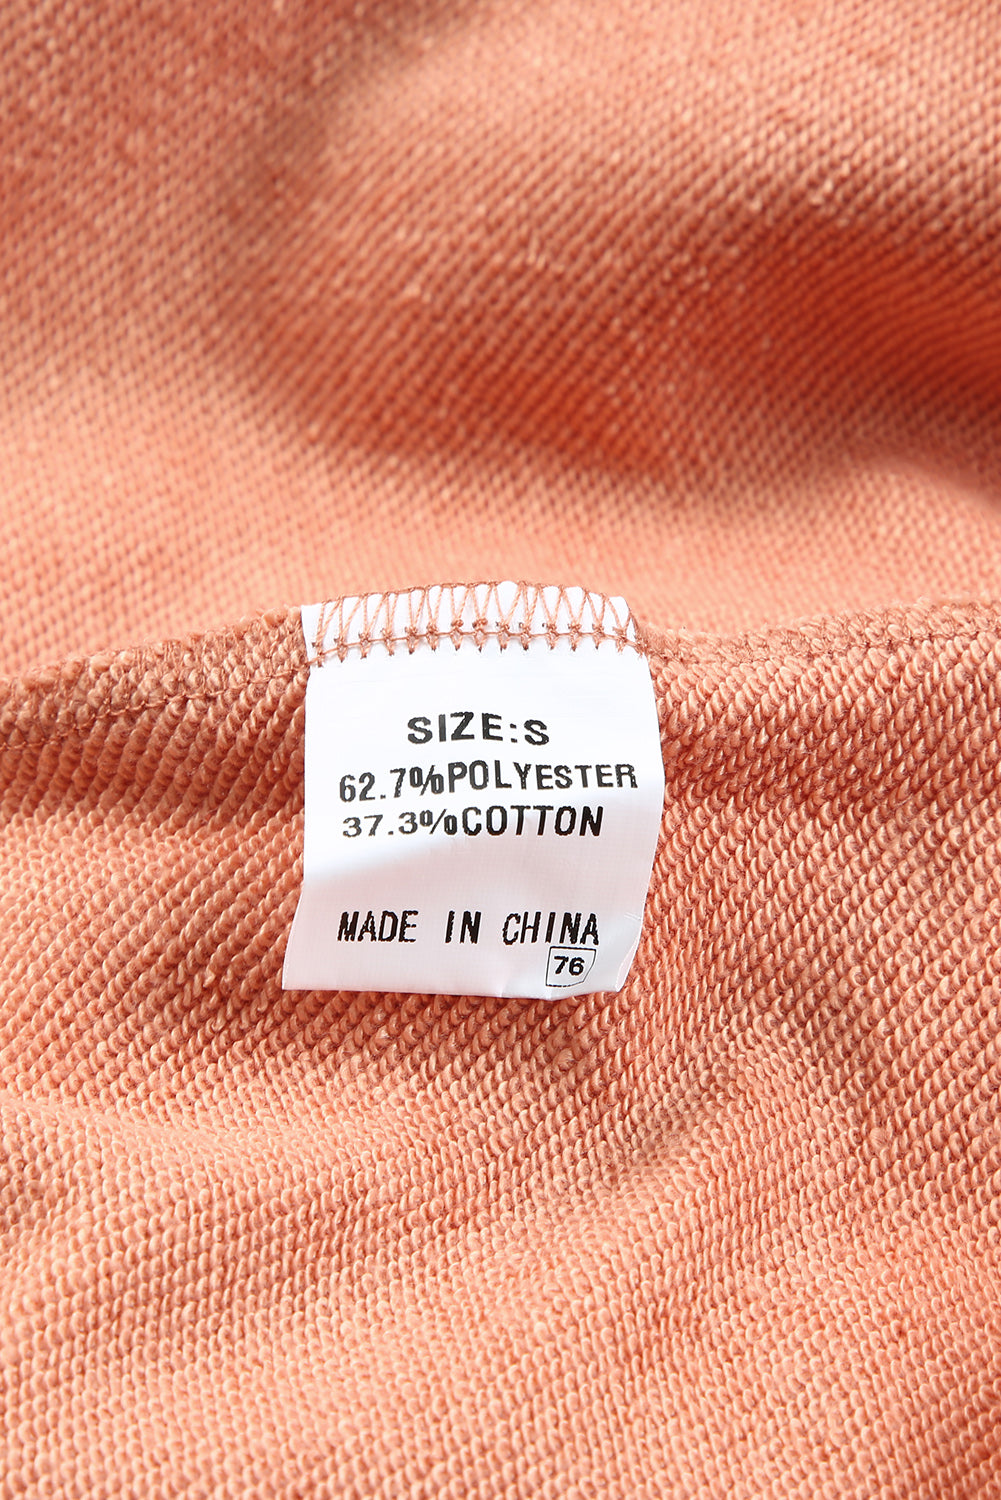 SIZE:S
62.7%POLYESTER
37.3%COTTON
MADE IN CHINA
76